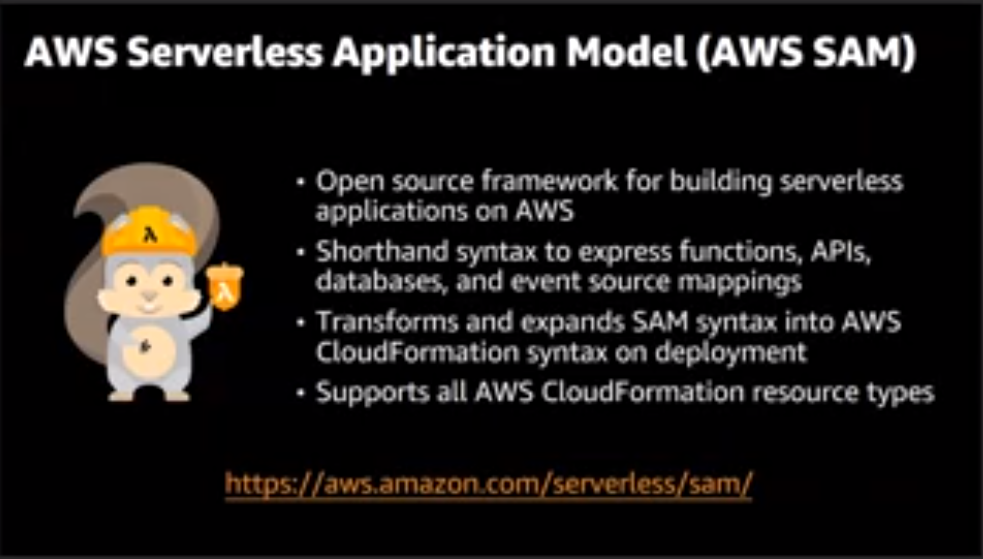 AWS Serverless Application Model (AWS SAM)
• Open source framework for building serverless
applications on AWS
• Shorthand syntax to express functions, APIs,
databases, and event source mappings
• Transforms and expands SAM syntax into AWS
CloudFormation syntax on deployment
• Supports all AWS CloudFormation resource types
λ
λ
https://aws.amazon.com/serverless/sam/